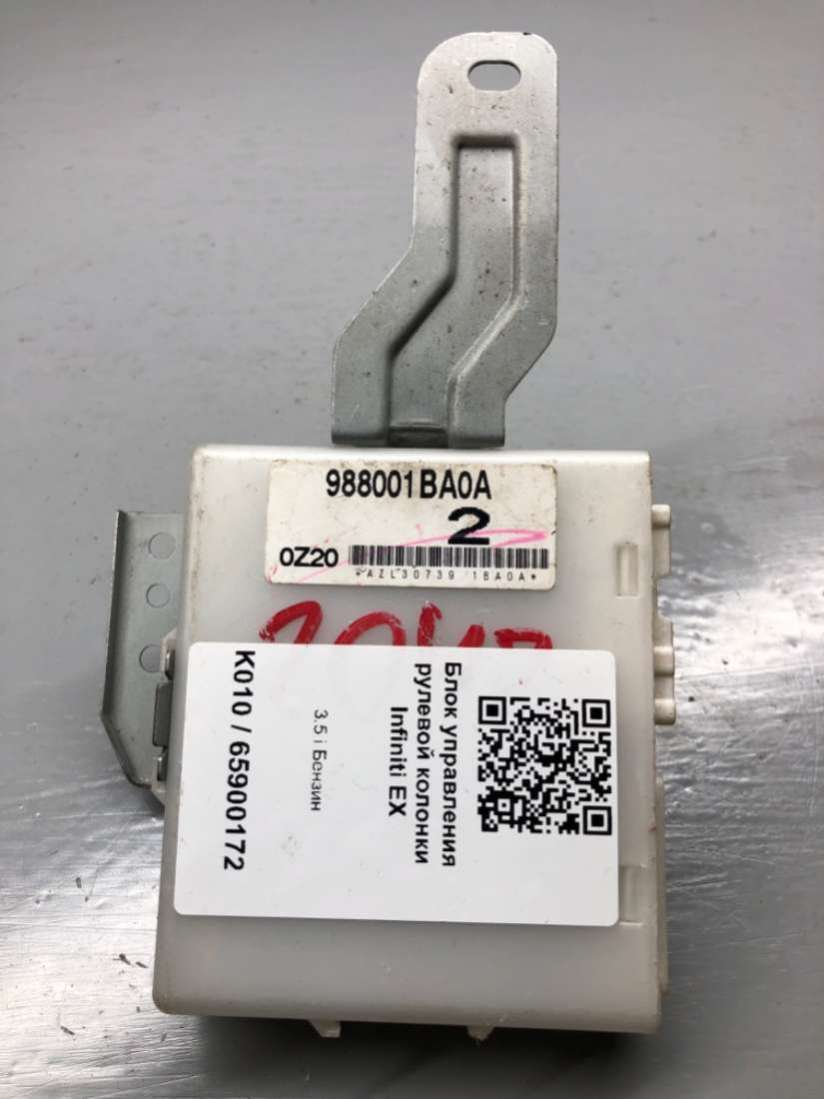 988001BA0A
2
0Z20
*AZL30739 1BA0A*
Блок управления
рулевой колонки
Infiniti EX
3.5 i Бензин
K010 / 65900172